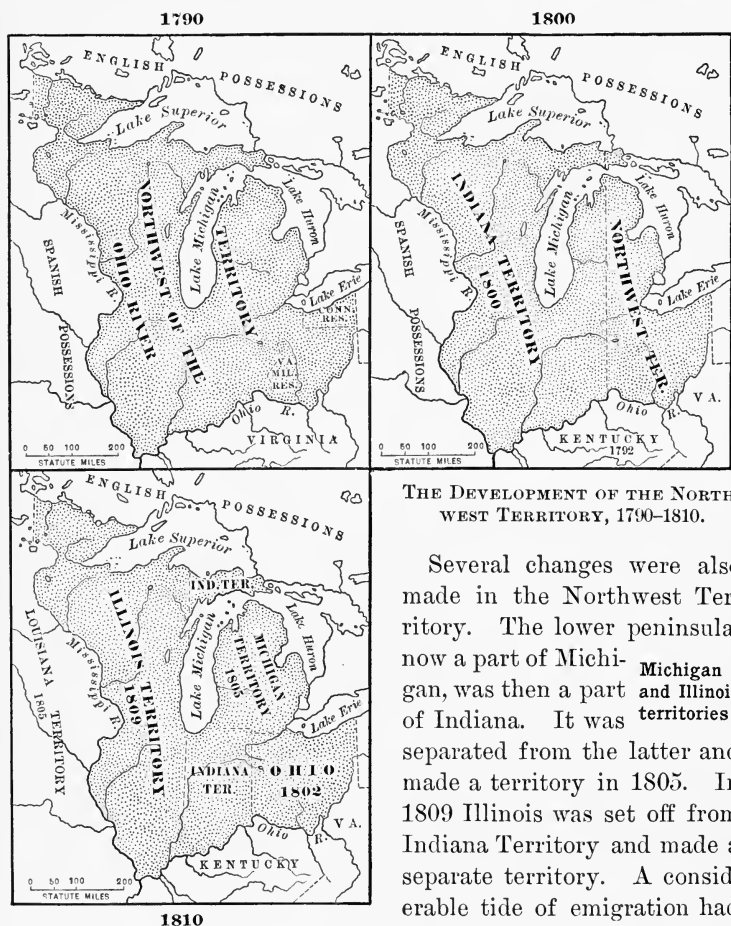 1790
ENGLISH POSSESSIONS
Lake Superior
NORTHWEST OF THE
OHIO RIVER
TERRITORY
Lake Michigan
Lake Huron
Mississippi R.
SPANISH
POSSESSIONS
Lake Erie
CONN.
RES.
VA.
MIL.
RES.
Ohio R.
VIRGINIA
0 50 100 200
STATUTE MILES
1800
ENGLISH POSSESSIONS
Lake Superior
INDIANA TERRITORY
1800
Lake Michigan
NORTHWEST TER.
Lake Huron
Mississippi R.
SPANISH
POSSESSIONS
Lake Erie
Ohio R.
VA.
KENTUCKY
1792
0 50 100 200
STATUTE MILES
ENGLISH POSSESSIONS
Lake Superior
IND. TER.
ILLINOIS TERRITORY
1809
Lake Michigan
MICHIGAN
TERRITORY
1805
Lake Huron
LOUISIANA TERRITORY
1805
Mississippi R.
Lake Erie
INDIANA
TER.
OHIO
1802
Ohio R.
VA.
KENTUCKY
0 50 100 200
STATUTE MILES
1810
THE DEVELOPMENT OF THE NORTH
WEST TERRITORY, 1790–1810.
Several changes were also
made in the Northwest Ter
ritory. The lower peninsula
now a part of Michi-
gan, was then a part
of Indiana. It was
Michigan
and Illinoi
territories
separated from the latter and
made a territory in 1805. In
1809 Illinois was set off from
Indiana Territory and made a
separate territory. A consid
erable tide of emigration had